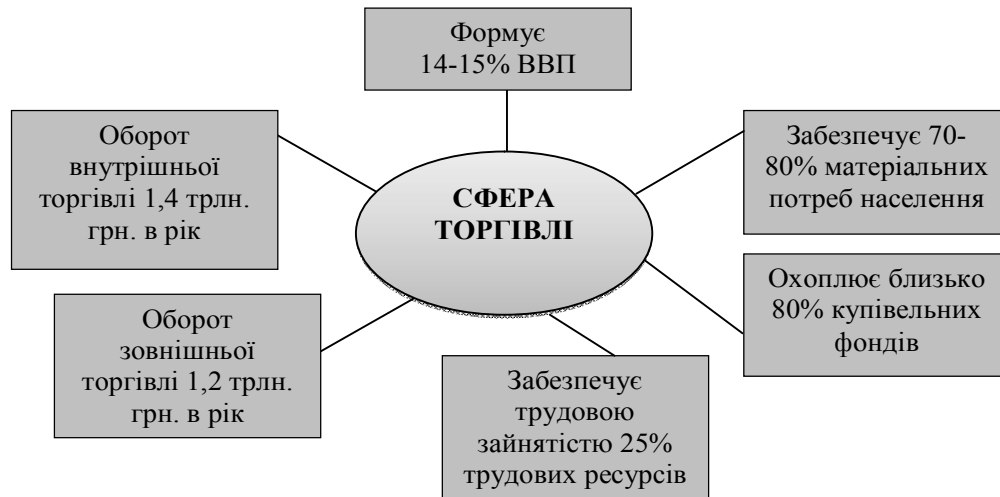 Формує
14-15% ВВП
Оборот
внутрішньої
торгівлі 1,4 трлн.
грн. в рік
Забезпечує 70-
80% матеріальних
потреб населення
СФЕРА
ТОРГІВЛІ
Охоплює близько
80% купівельних
фондів
Оборот
зовнішньої
торгівлі 1,2 трлн.
грн. в рік
Забезпечує
трудовою
зайнятістю 25%
трудових ресурсів